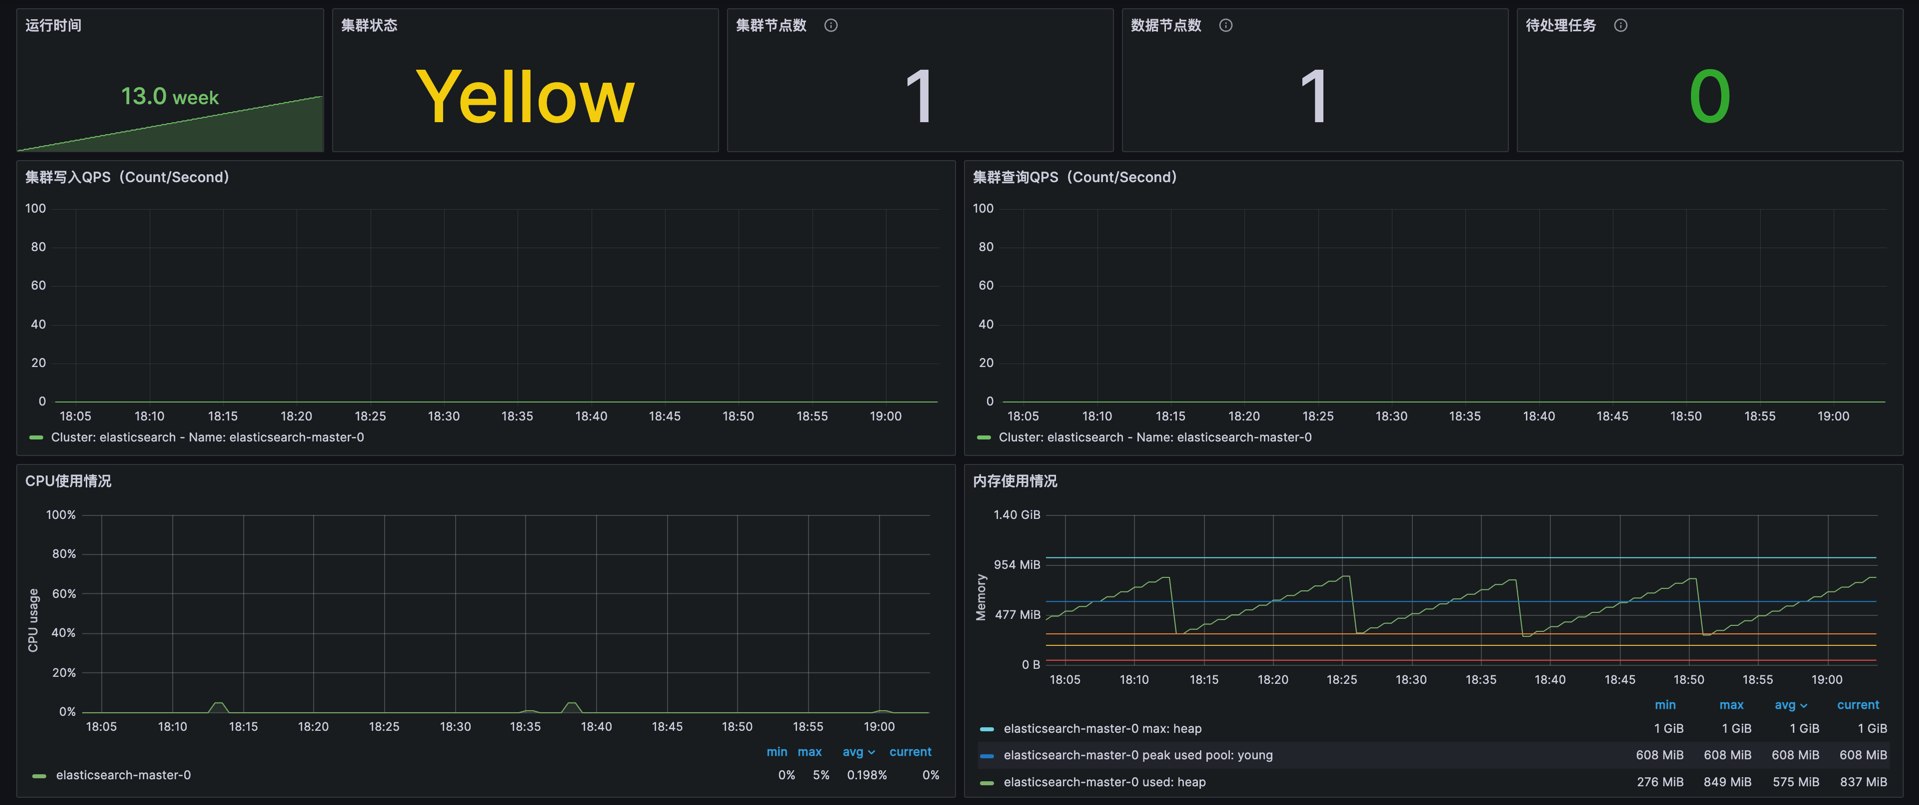 运行时间
13.0 week
集群状态
Yellow
集群节点数
1
数据节点数
1
待处理任务
0
集群写入QPS（Count/Second)
100
80
60
40
20
0
18:05 18:10 18:15 18:20 18:25 18:30 18:35 18:40 18:45 18:50 18:55 19:00
Cluster: elasticsearch - Name: elasticsearch-master-0
集群查询QPS（Count/Second)
100
80
60
40
20
0
18:05 18:10 18:15 18:20 18:25 18:30 18:35 18:40 18:45 18:50 18:55 19:00
Cluster: elasticsearch - Name: elasticsearch-master-0
CPU使用情况
CPU usage
100%
80%
60%
40%
20%
0%
18:05 18:10 18:15 18:20 18:25 18:30 18:35 18:40 18:45 18:50 18:55 19:00
min max avg current
elasticsearch-master-0 0% 5% 0.198% 0%
内存使用情况
Memory
1.40 GiB
954 MiB
477 MiB
0 B
18:05 18:10 18:15 18:20 18:25 18:30 18:35 18:40 18:45 18:50 18:55 19:00
min max avg current
elasticsearch-master-0 max: heap 1 GiB 1 GiB 1 GiB 1 GiB
elasticsearch-master-0 peak used pool: young 608 MiB 608 MiB 608 MiB 608 MiB
elasticsearch-master-0 used: heap 276 MiB 849 MiB 575 MiB 837 MiB